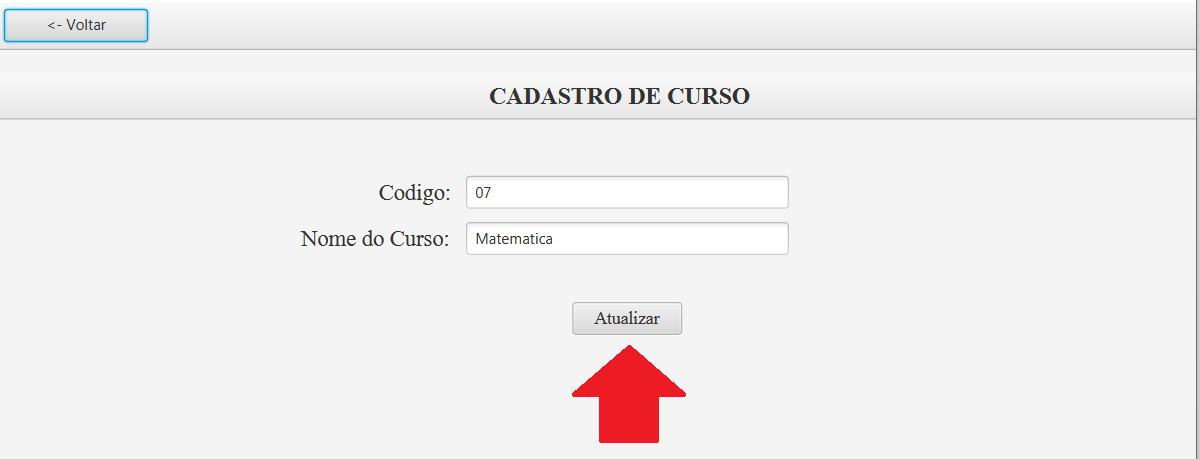 <- Voltar
CADASTRO DE CURSO
Codigo: 07
Nome do Curso: Matematica
Atualizar